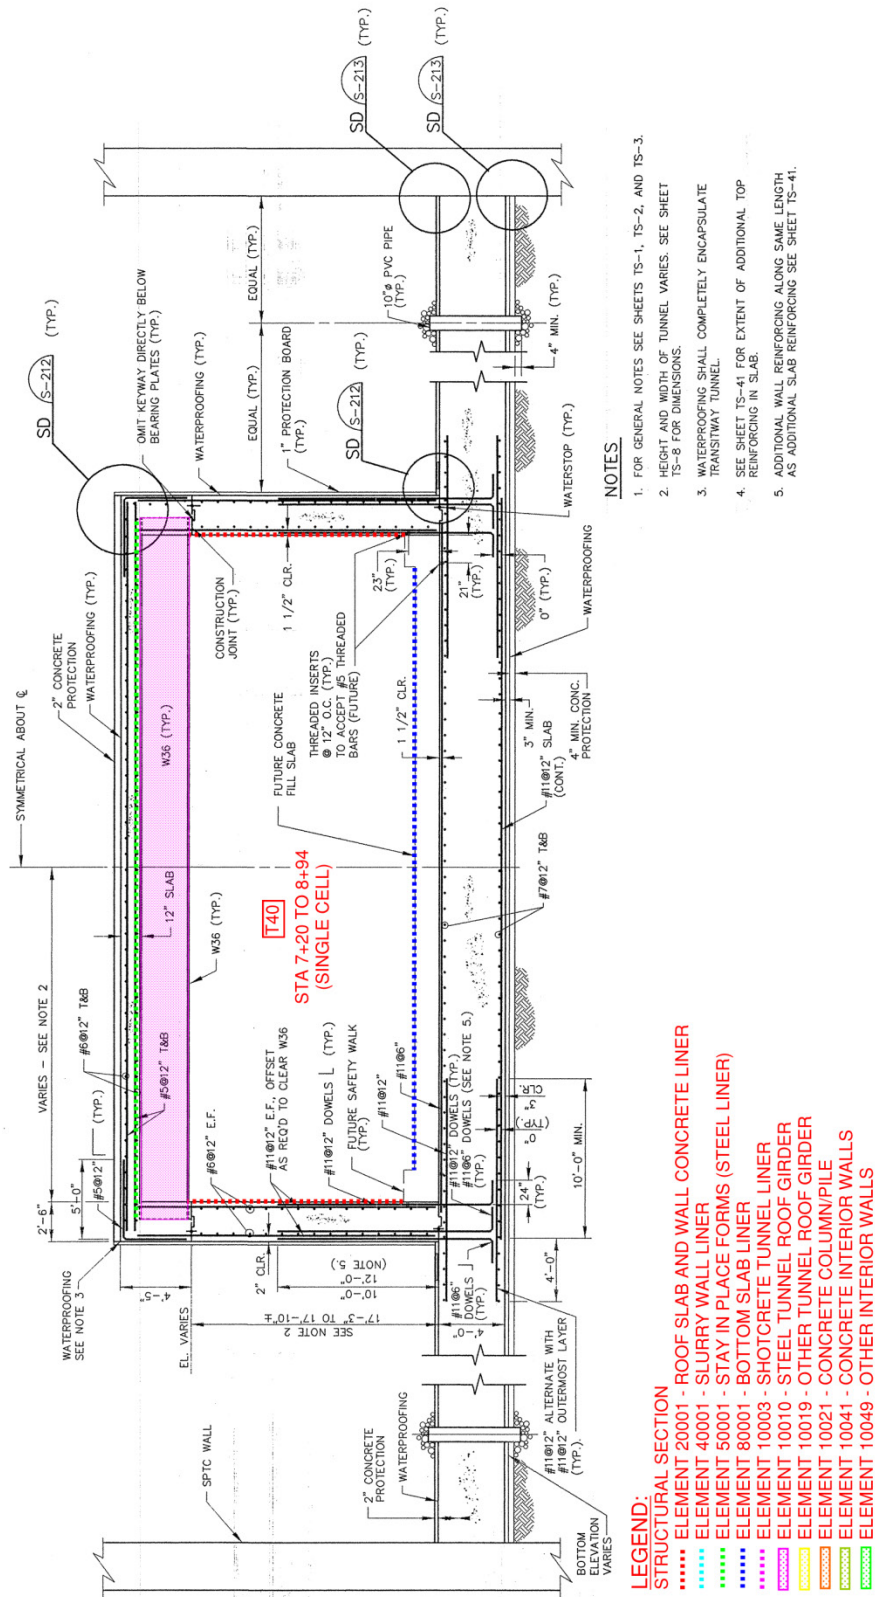 SYMMETRICAL ABOUT ℄
2" CONCRETE
PROTECTION
WATERPROOFING (TYP.)
SD
S-212
(TYP.)
OMIT KEYWAY DIRECTLY BELOW
BEARING PLATES (TYP.)
WATERPROOFING (TYP.)
EQUAL (TYP.)
EQUAL (TYP.)
1" PROTECTION BOARD
(TYP.)
SD
S-212
(TYP.)
10"ø PVC PIPE
(TYP.)
SD
S-213
(TYP.)
SD
S-213
(TYP.)
4" MIN. (TYP.)
WATERSTOP (TYP.)
VARIES - SEE NOTE 2
2'-6"
5'-0"
#5@12"
(TYP.)
#6@12" T&B
#5@12" T&B
12" SLAB
W36 (TYP.)
W36 (TYP.)
CONSTRUCTION
JOINT (TYP.)
1 1/2" CLR.
WATERPROOFING
SEE NOTE 3
4'-5"
EL. VARIES
#6@12" E.F.
#11@12" E.F., OFFSET
AS REQ'D TO CLEAR W36
#11@12" DOWELS L (TYP.)
FUTURE SAFETY WALK
(TYP.)
#11@12"
#11@6"
T40
STA 7+20 TO 8+94
(SINGLE CELL)
FUTURE CONCRETE
FILL SLAB
THREADED INSERTS
@ 12" O.C. (TYP.)
TO ACCEPT #5 THREADED
BARS (FUTURE)
23"
(TYP.)
21"
(TYP.)
1 1/2" CLR.
2" CLR.
SEE NOTE 2
17'-3" TO 17'-10"±
10'-0"
12'-0"
(NOTE 5.)
4'-0"
#11@6"
DOWELS
(TYP.)
4'-0"
#11@12" DOWELS (TYP.)
#11@6" DOWELS (SEE NOTE 5.)
(TYP.)
24"
(TYP.)
10'-0" MIN.
0"
(TYP.)
6"
CLR.
#7@12" T&B
#11@12" SLAB
(CONT.)
3" MIN.
4" MIN. CONC.
PROTECTION
0" (TYP.)
WATERPROOFING
SPTC WALL
2" CONCRETE
PROTECTION
WATERPROOFING
#11@12" ALTERNATE WITH
#11@12" OUTERMOST LAYER
(TYP.)
BOTTOM
ELEVATION
VARIES
NOTES
1. FOR GENERAL NOTES SEE SHEETS TS-1, TS-2, AND TS-3.
2. HEIGHT AND WIDTH OF TUNNEL VARIES. SEE SHEET
TS-8 FOR DIMENSIONS.
3. WATERPROOFING SHALL COMPLETELY ENCAPSULATE
TRANSITWAY TUNNEL.
4. SEE SHEET TS-41 FOR EXTENT OF ADDITIONAL TOP
REINFORCING IN SLAB.
5. ADDITIONAL WALL REINFORCING ALONG SAME LENGTH
AS ADDITIONAL SLAB REINFORCING SEE SHEET TS-41.
LEGEND:
STRUCTURAL SECTION
ELEMENT 20001 - ROOF SLAB AND WALL CONCRETE LINER
ELEMENT 40001 - SLURRY WALL LINER
ELEMENT 50001 - STAY IN PLACE FORMS (STEEL LINER)
ELEMENT 80001 - BOTTOM SLAB LINER
ELEMENT 10003 - SHOTCRETE TUNNEL LINER
ELEMENT 10010 - STEEL TUNNEL ROOF GIRDER
ELEMENT 10019 - OTHER TUNNEL ROOF GIRDER
ELEMENT 10021 - CONCRETE COLUMN/PILE
ELEMENT 10041 - CONCRETE INTERIOR WALLS
ELEMENT 10049 - OTHER INTERIOR WALLS